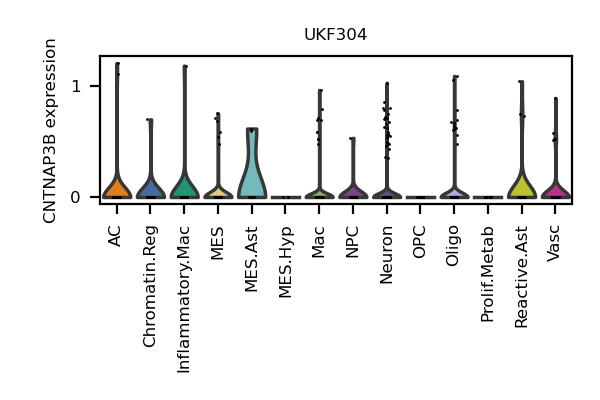 UKF304
CNTNAP3B expression
1
0
AC
Chromatin.Reg
Inflammatory.Mac
MES
MES.Ast
MES.Hyp
Mac
NPC
Neuron
OPC
Oligo
Prolif.Metab
Reactive.Ast
Vasc